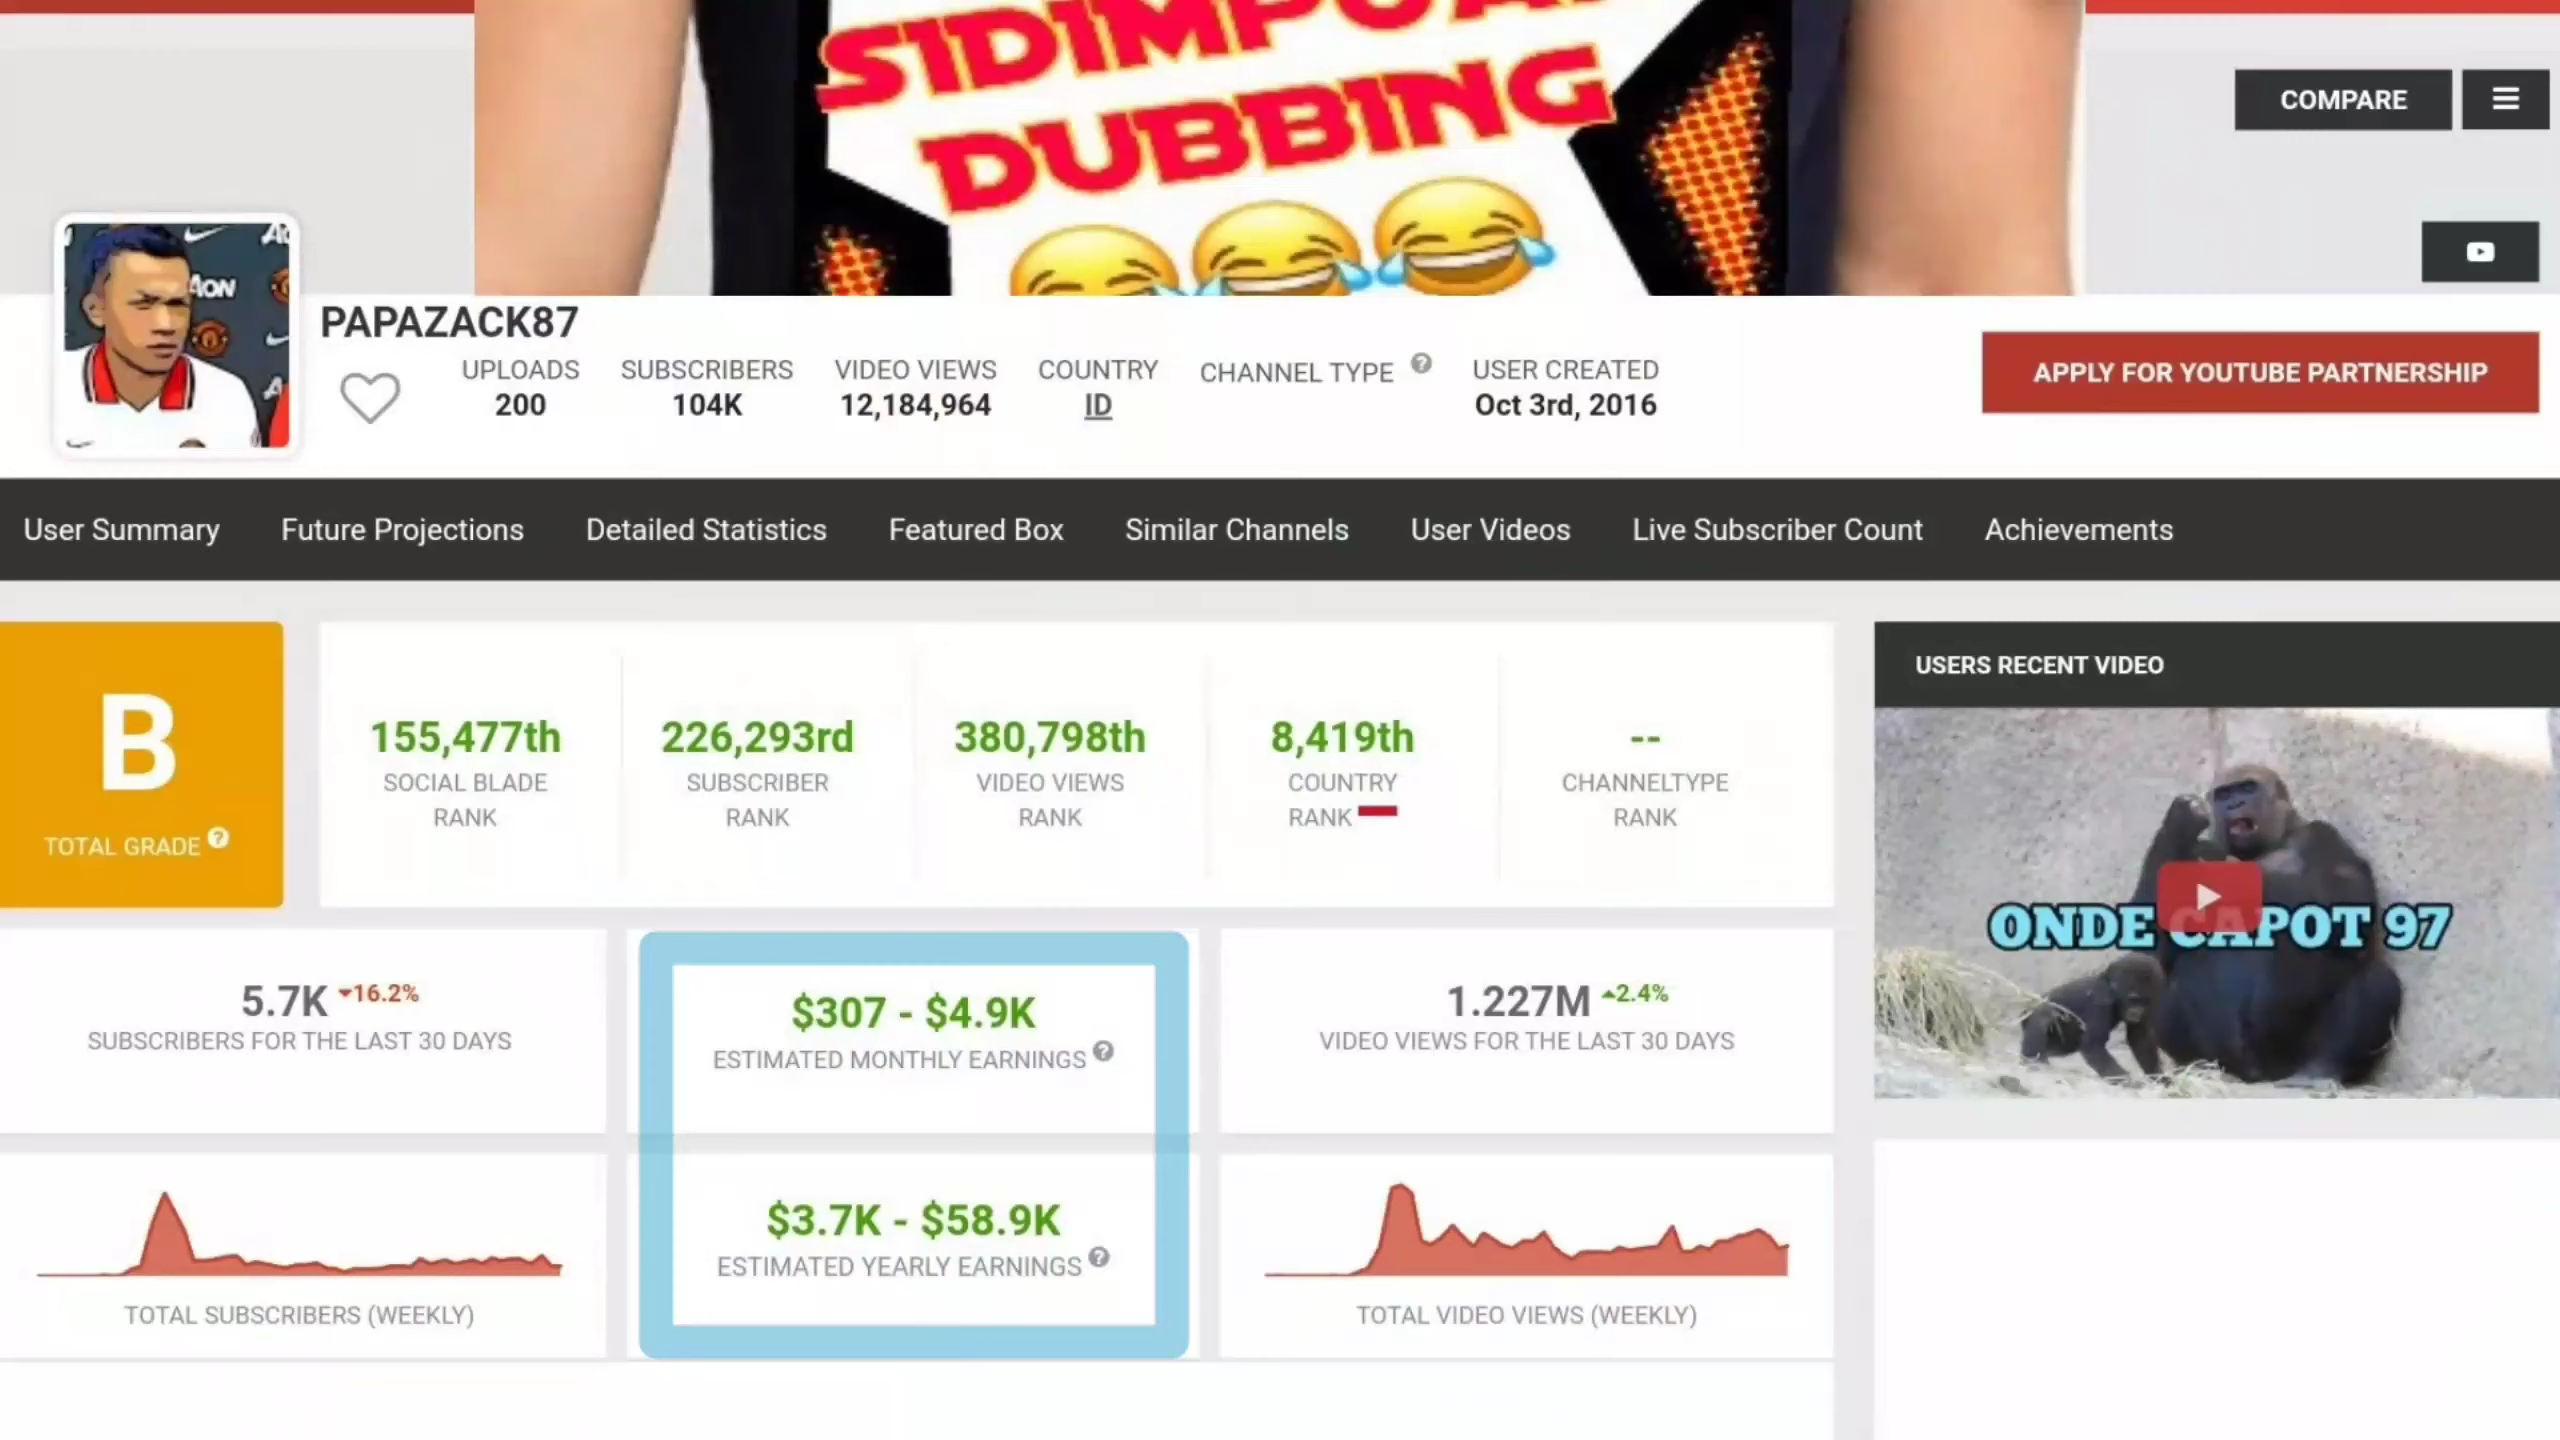 DUBBING
COMPARE
AON
PAPAZACK87
UPLOADS
200
SUBSCRIBERS
104K
VIDEO VIEWS
12,184,964
COUNTRY
ID
CHANNEL TYPE
USER CREATED
Oct 3rd, 2016
APPLY FOR YOUTUBE PARTNERSHIP
User Summary
Future Projections
Detailed Statistics
Featured Box
Similar Channels
User Videos
Live Subscriber Count
Achievements
B
TOTAL GRADE
155,477th
SOCIAL BLADE
RANK
226,293rd
SUBSCRIBER
RANK
380,798th
VIDEO VIEWS
RANK
8,419th
COUNTRY
RANK
--
CHANNELTYPE
RANK
USERS RECENT VIDEO
ONDE CAPOT 97
5.7K 16.2%
SUBSCRIBERS FOR THE LAST 30 DAYS
$307 - $4.9K
ESTIMATED MONTHLY EARNINGS
1.227M 2.4%
VIDEO VIEWS FOR THE LAST 30 DAYS
TOTAL SUBSCRIBERS (WEEKLY)
$3.7K - $58.9K
ESTIMATED YEARLY EARNINGS
TOTAL VIDEO VIEWS (WEEKLY)